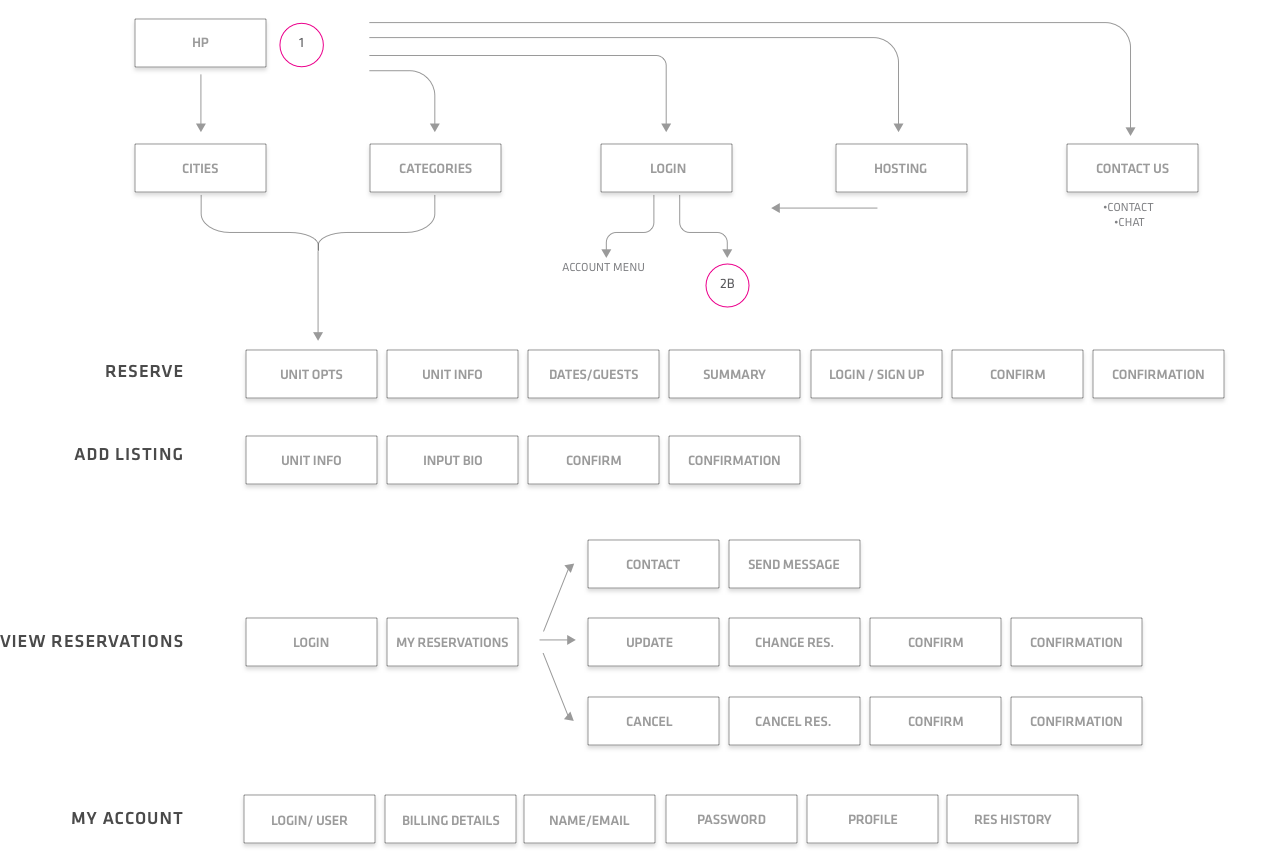 HP
1
CITIES
CATEGORIES
LOGIN
HOSTING
CONTACT US
•CONTACT
•CHAT
ACCOUNT MENU
2B
RESERVE
UNIT OPTS
UNIT INFO
DATES/GUESTS
SUMMARY
LOGIN / SIGN UP
CONFIRM
CONFIRMATION
ADD LISTING
UNIT INFO
INPUT BIO
CONFIRM
CONFIRMATION
CONTACT
SEND MESSAGE
VIEW RESERVATIONS
LOGIN
MY RESERVATIONS
UPDATE
CHANGE RES.
CONFIRM
CONFIRMATION
CANCEL
CANCEL RES.
CONFIRM
CONFIRMATION
MY ACCOUNT
LOGIN/ USER
BILLING DETAILS
NAME/EMAIL
PASSWORD
PROFILE
RES HISTORY